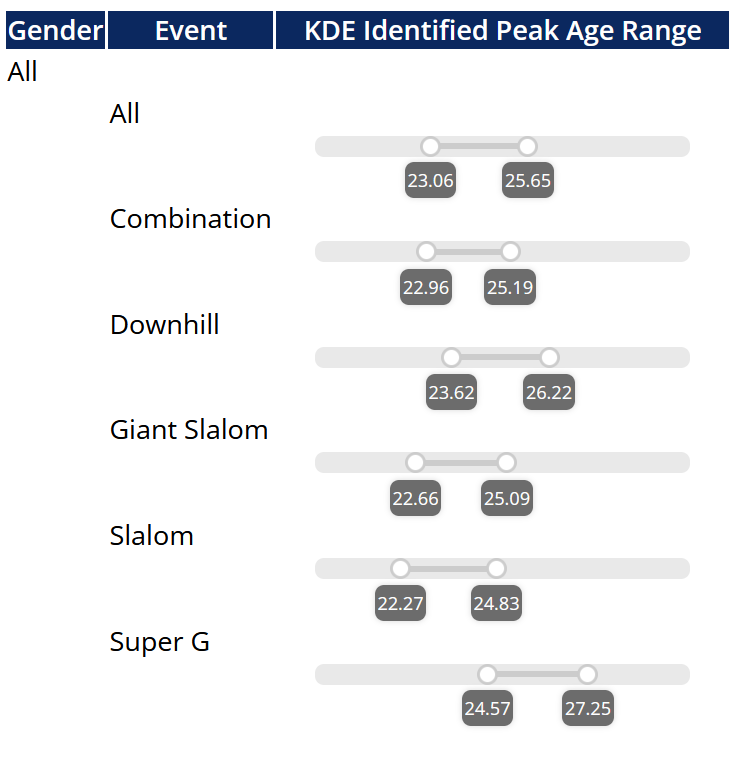 Gender Event KDE Identified Peak Age Range
All
All
23.06 25.65
Combination
22.96 25.19
Downhill
23.62 26.22
Giant Slalom
22.66 25.09
Slalom
22.27 24.83
Super G
24.57 27.25